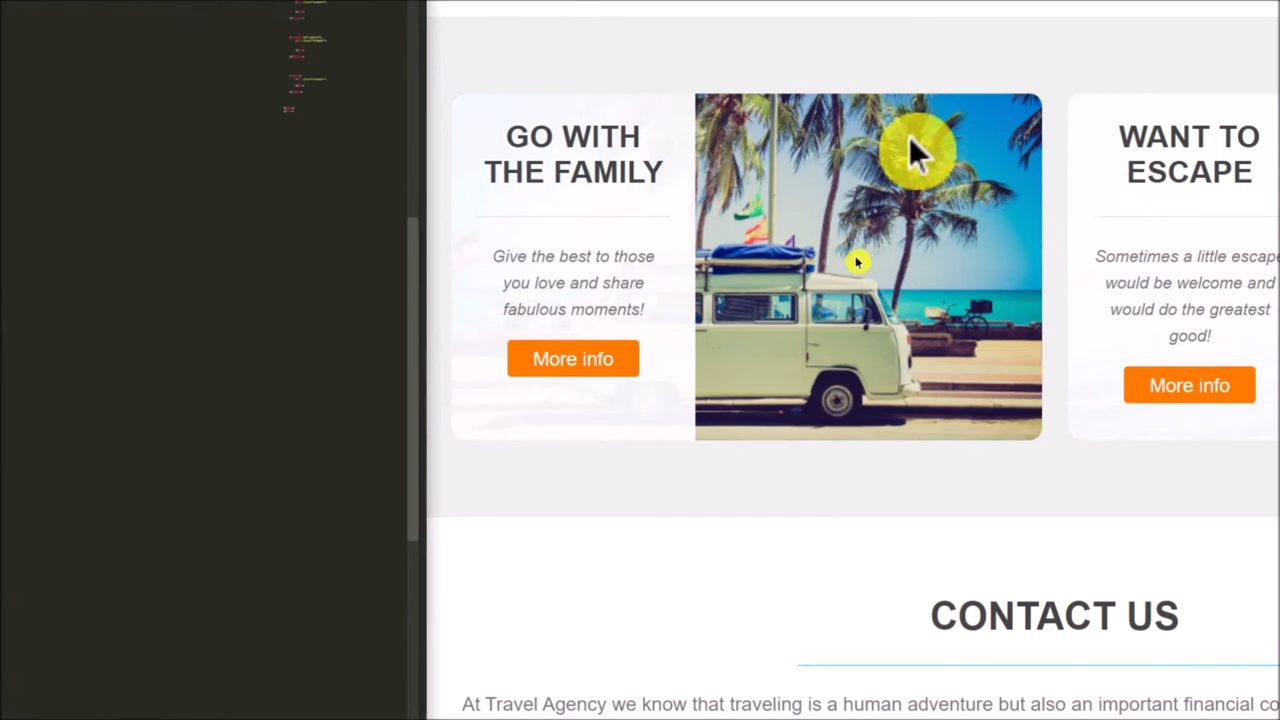 GO WITH
THE FAMILY
Give the best to those
you love and share
fabulous moments!
More info
WANT TO
ESCAPE
Sometimes a little escape
would be welcome and
would do the greatest
good!
More info
CONTACT US
At Travel Agency we know that traveling is a human adventure but also an important financial co